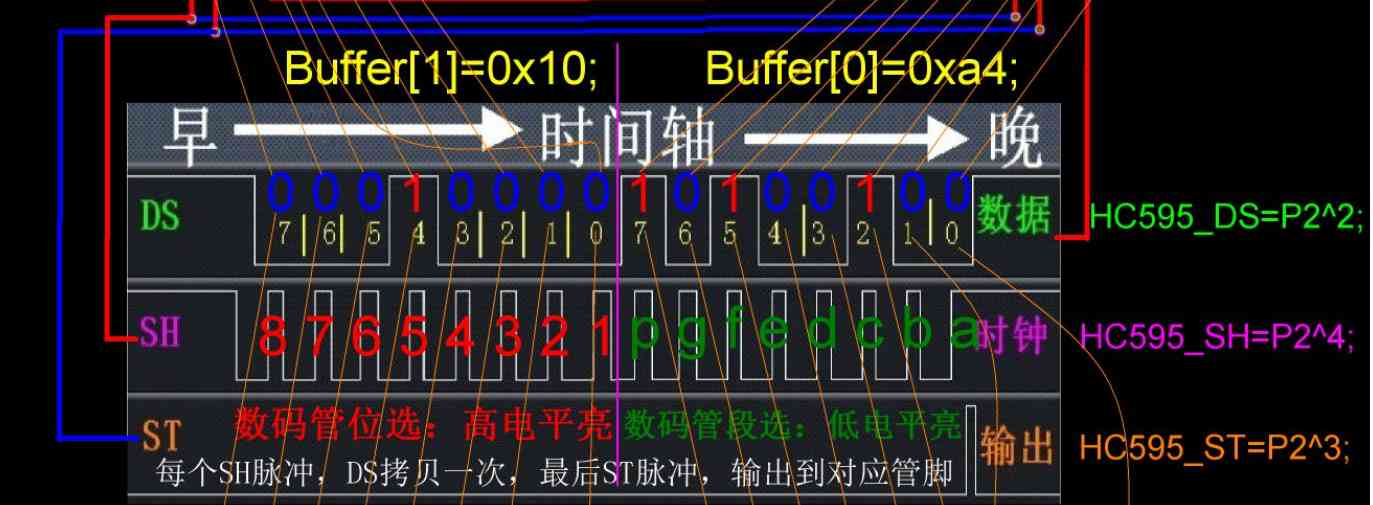 Buffer[1]=0x10; Buffer[0]=0xa4;
早 时间轴 晚
0 0 0 1 0 0 0 0 1 0 1 0 0 1 0 0
DS 7 6 5 4 3 2 1 0 7 6 5 4 3 2 1 0 数据 HC595_DS=P2^2;
SH 8 7 6 5 4 3 2 1 p g f e d c b a 时钟 HC595_SH=P2^4;
数码管位选：高电平亮 数码管段选：低电平亮
ST 输出 HC595_ST=P2^3;
每个SH脉冲，DS拷贝一次，最后ST脉冲，输出到对应管脚